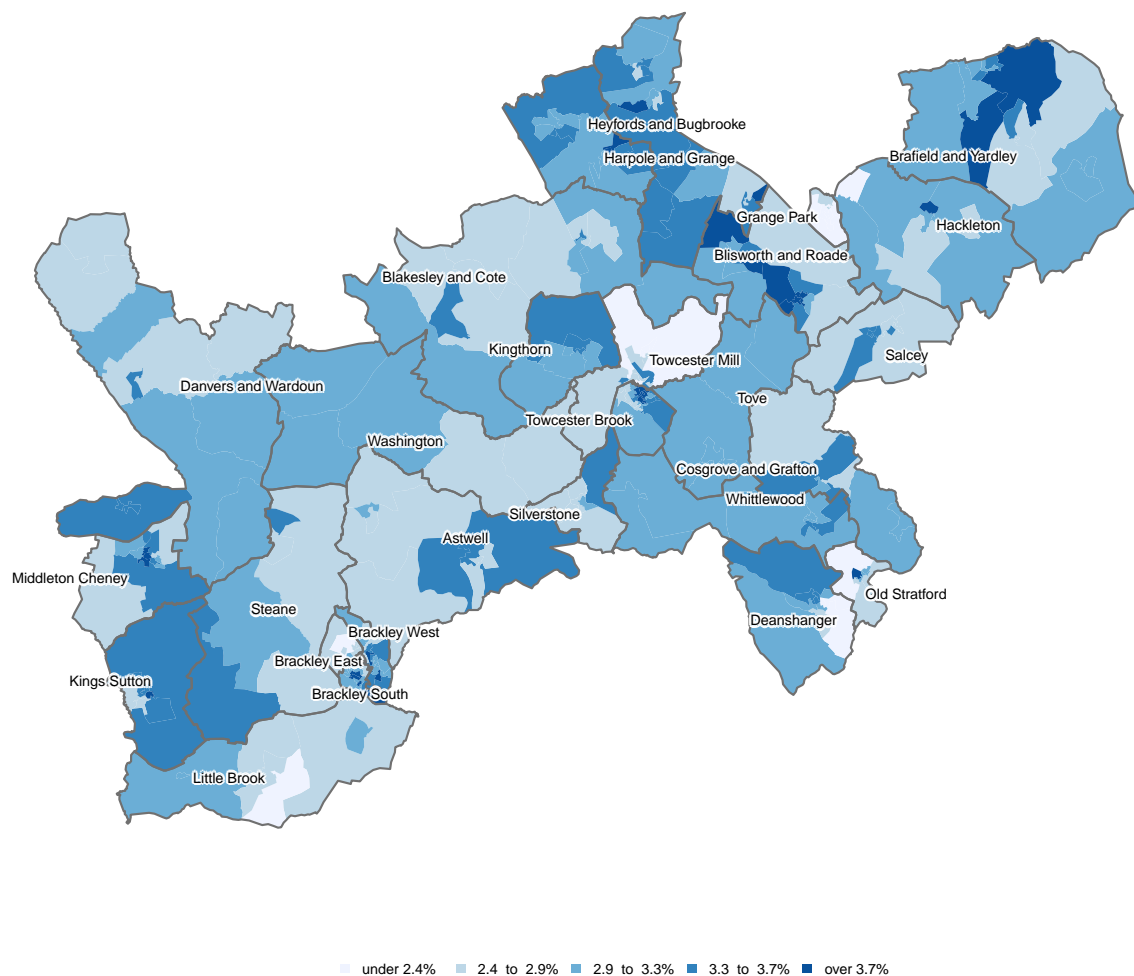 Heyfords and Bugbrooke
Harpole and Grange
Brafield and Yardley
Grange Park
Hackleton
Blisworth and Roade
Blakesley and Cote
Kingthorn
Towcester Mill
Salcey
Danvers and Wardoun
Tove
Towcester Brook
Washington
Cosgrove and Grafton
Whittlewood
Silverstone
Astwell
Middleton Cheney
Old Stratford
Steane
Deanshanger
Brackley West
Brackley East
Kings Sutton
Brackley South
Little Brook
under 2.4% 2.4 to 2.9% 2.9 to 3.3% 3.3 to 3.7% over 3.7%